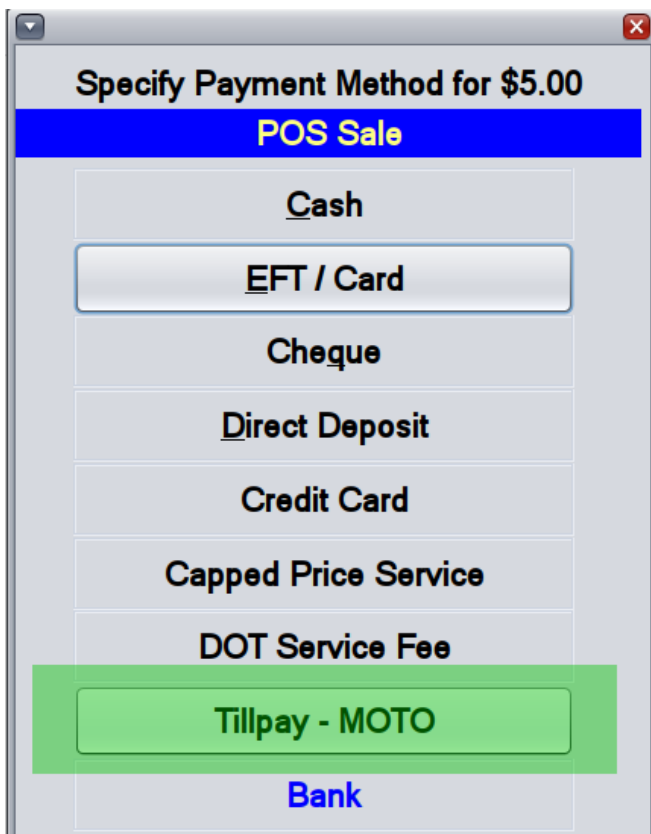 Specify Payment Method for $5.00
POS Sale
Cash
EFT / Card
Cheque
Direct Deposit
Credit Card
Capped Price Service
DOT Service Fee
Tillpay - MOTO
Bank